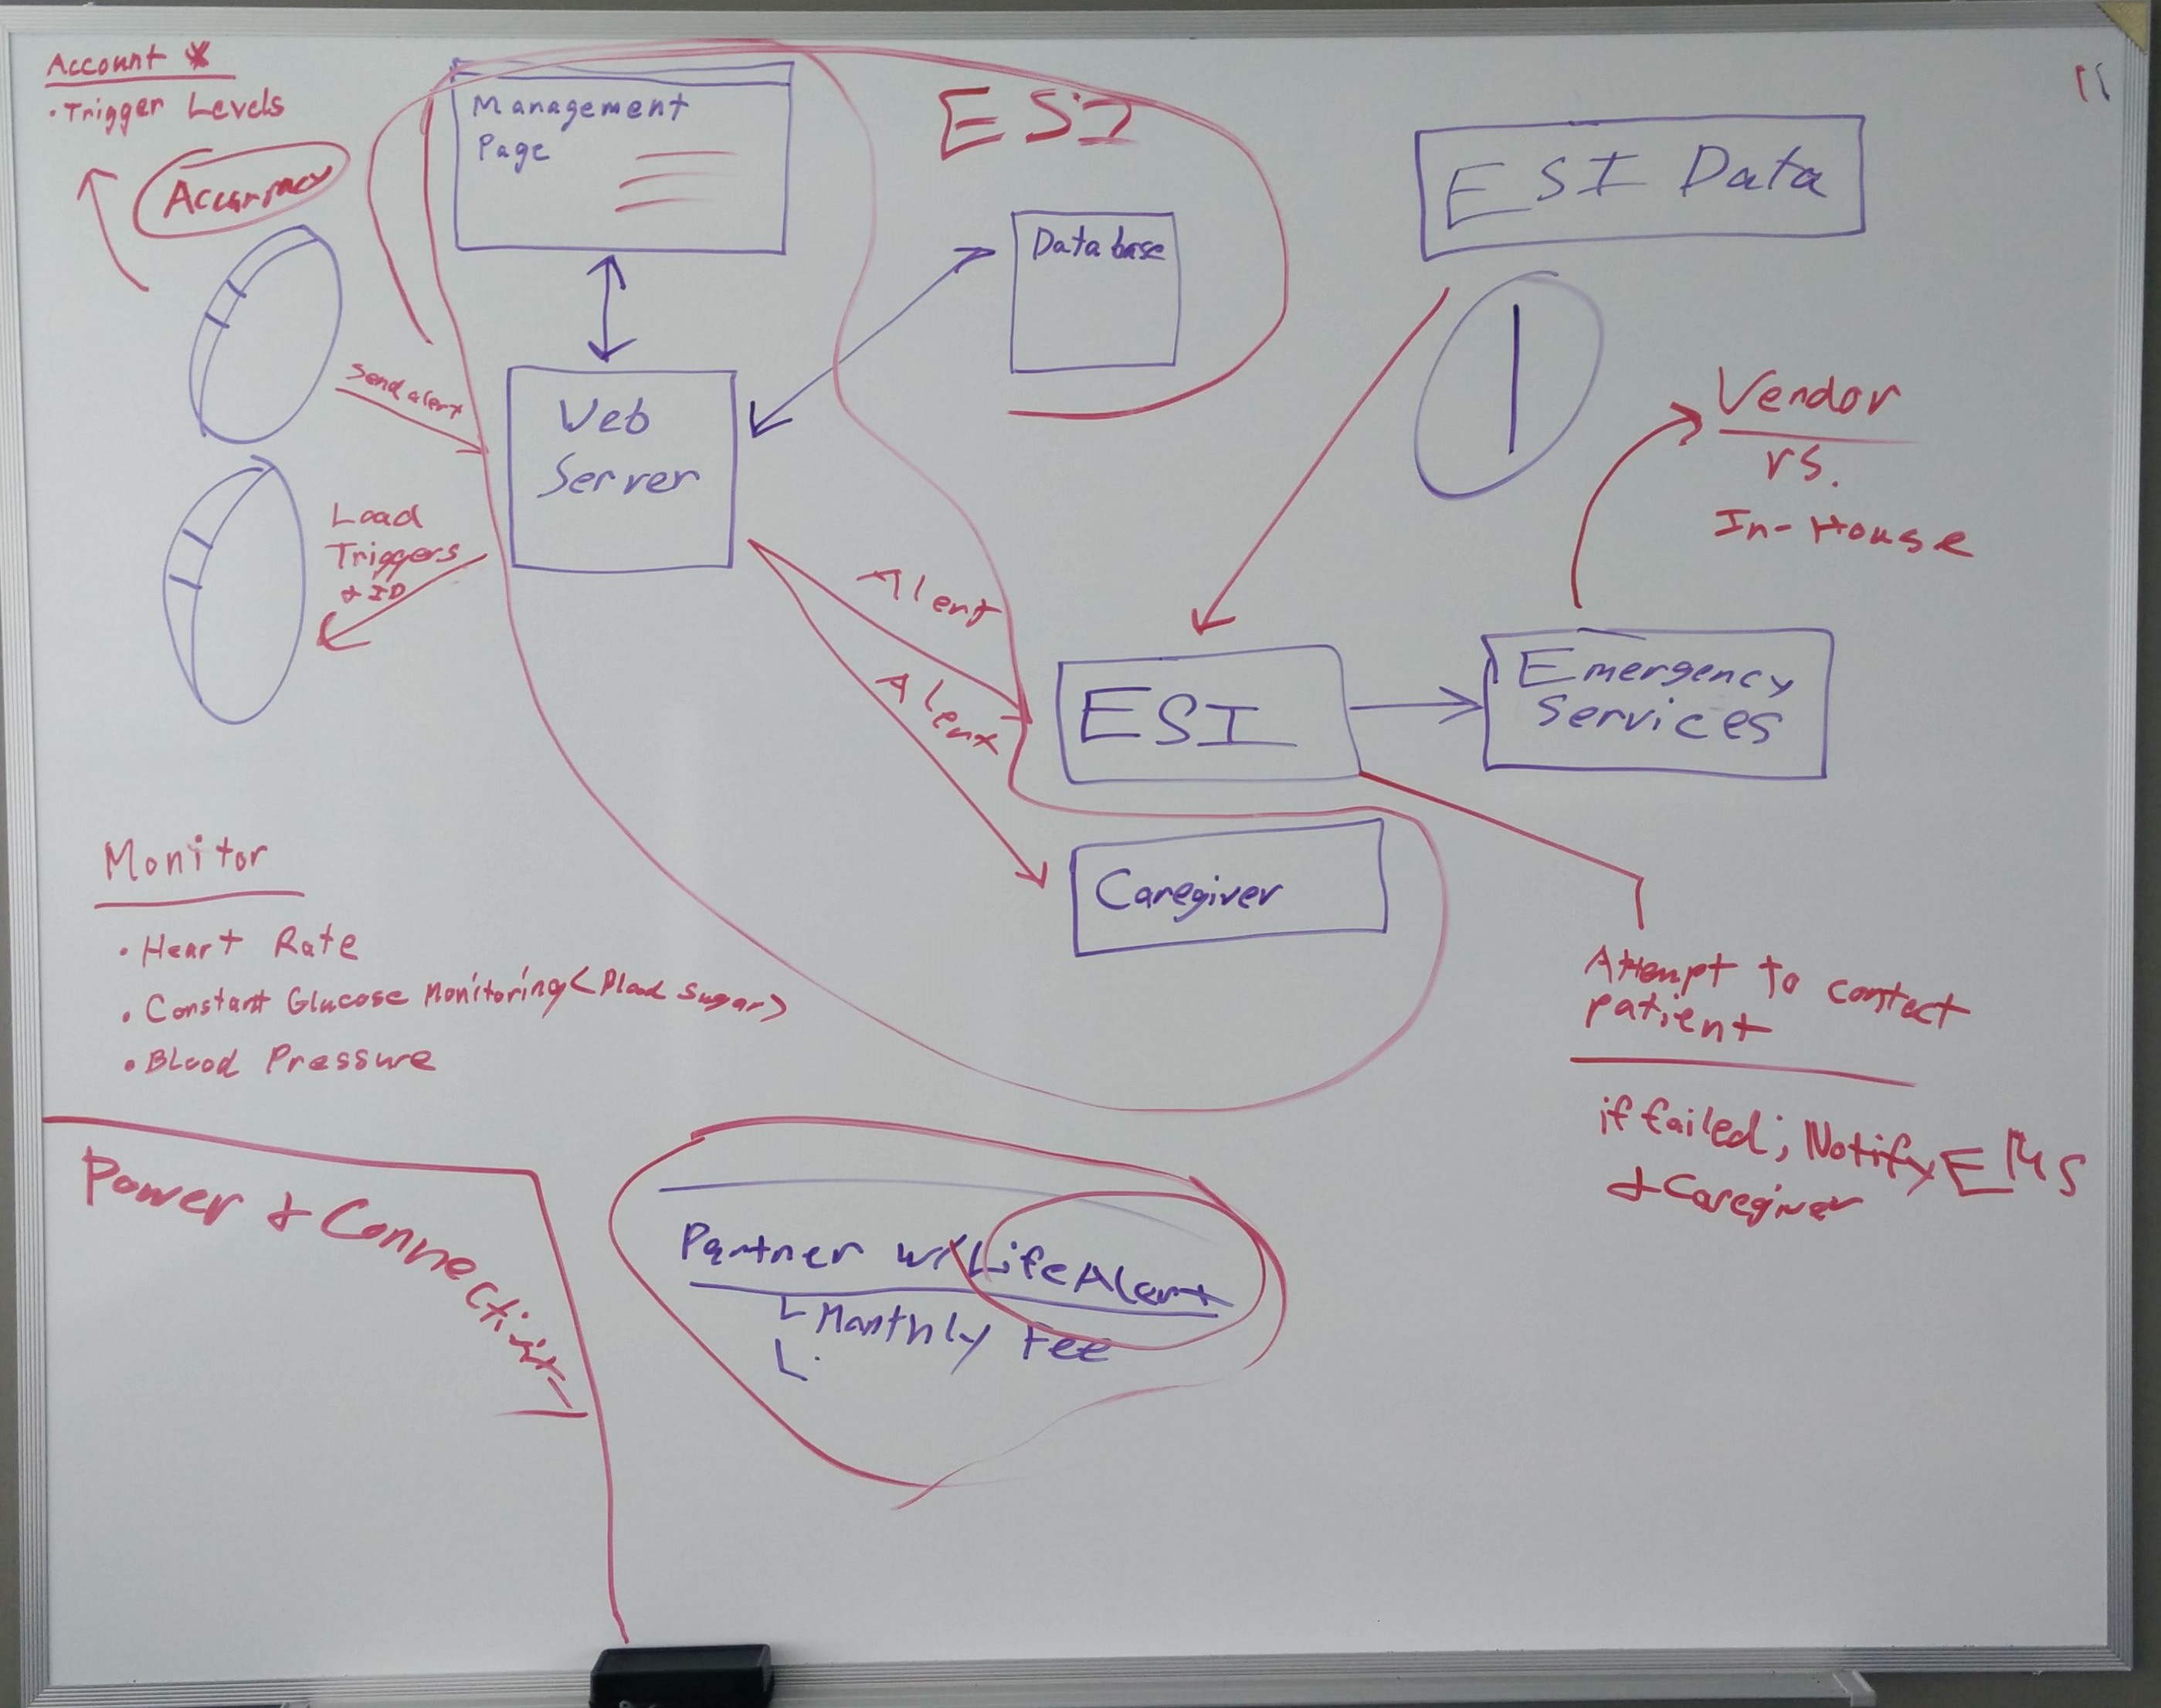 Account *
· Trigger Levels
Accuracy
Management
Page
ESI
Database
ESI Data
Send alert
Web
Server
Load
Triggers
& ID
Vendor
vs.
In-House
Alert
Alert
ESI
Emergency
Services
Caregiver
Monitor
· Heart Rate
· Constant Glucose Monitoring (Blood Sugar)
· Blood Pressure
Attempt to contact
patient
if failed; Notify EMS
& Caregiver
Power & Connectivity
Partner w/ LifeAlert
Monthly Fee